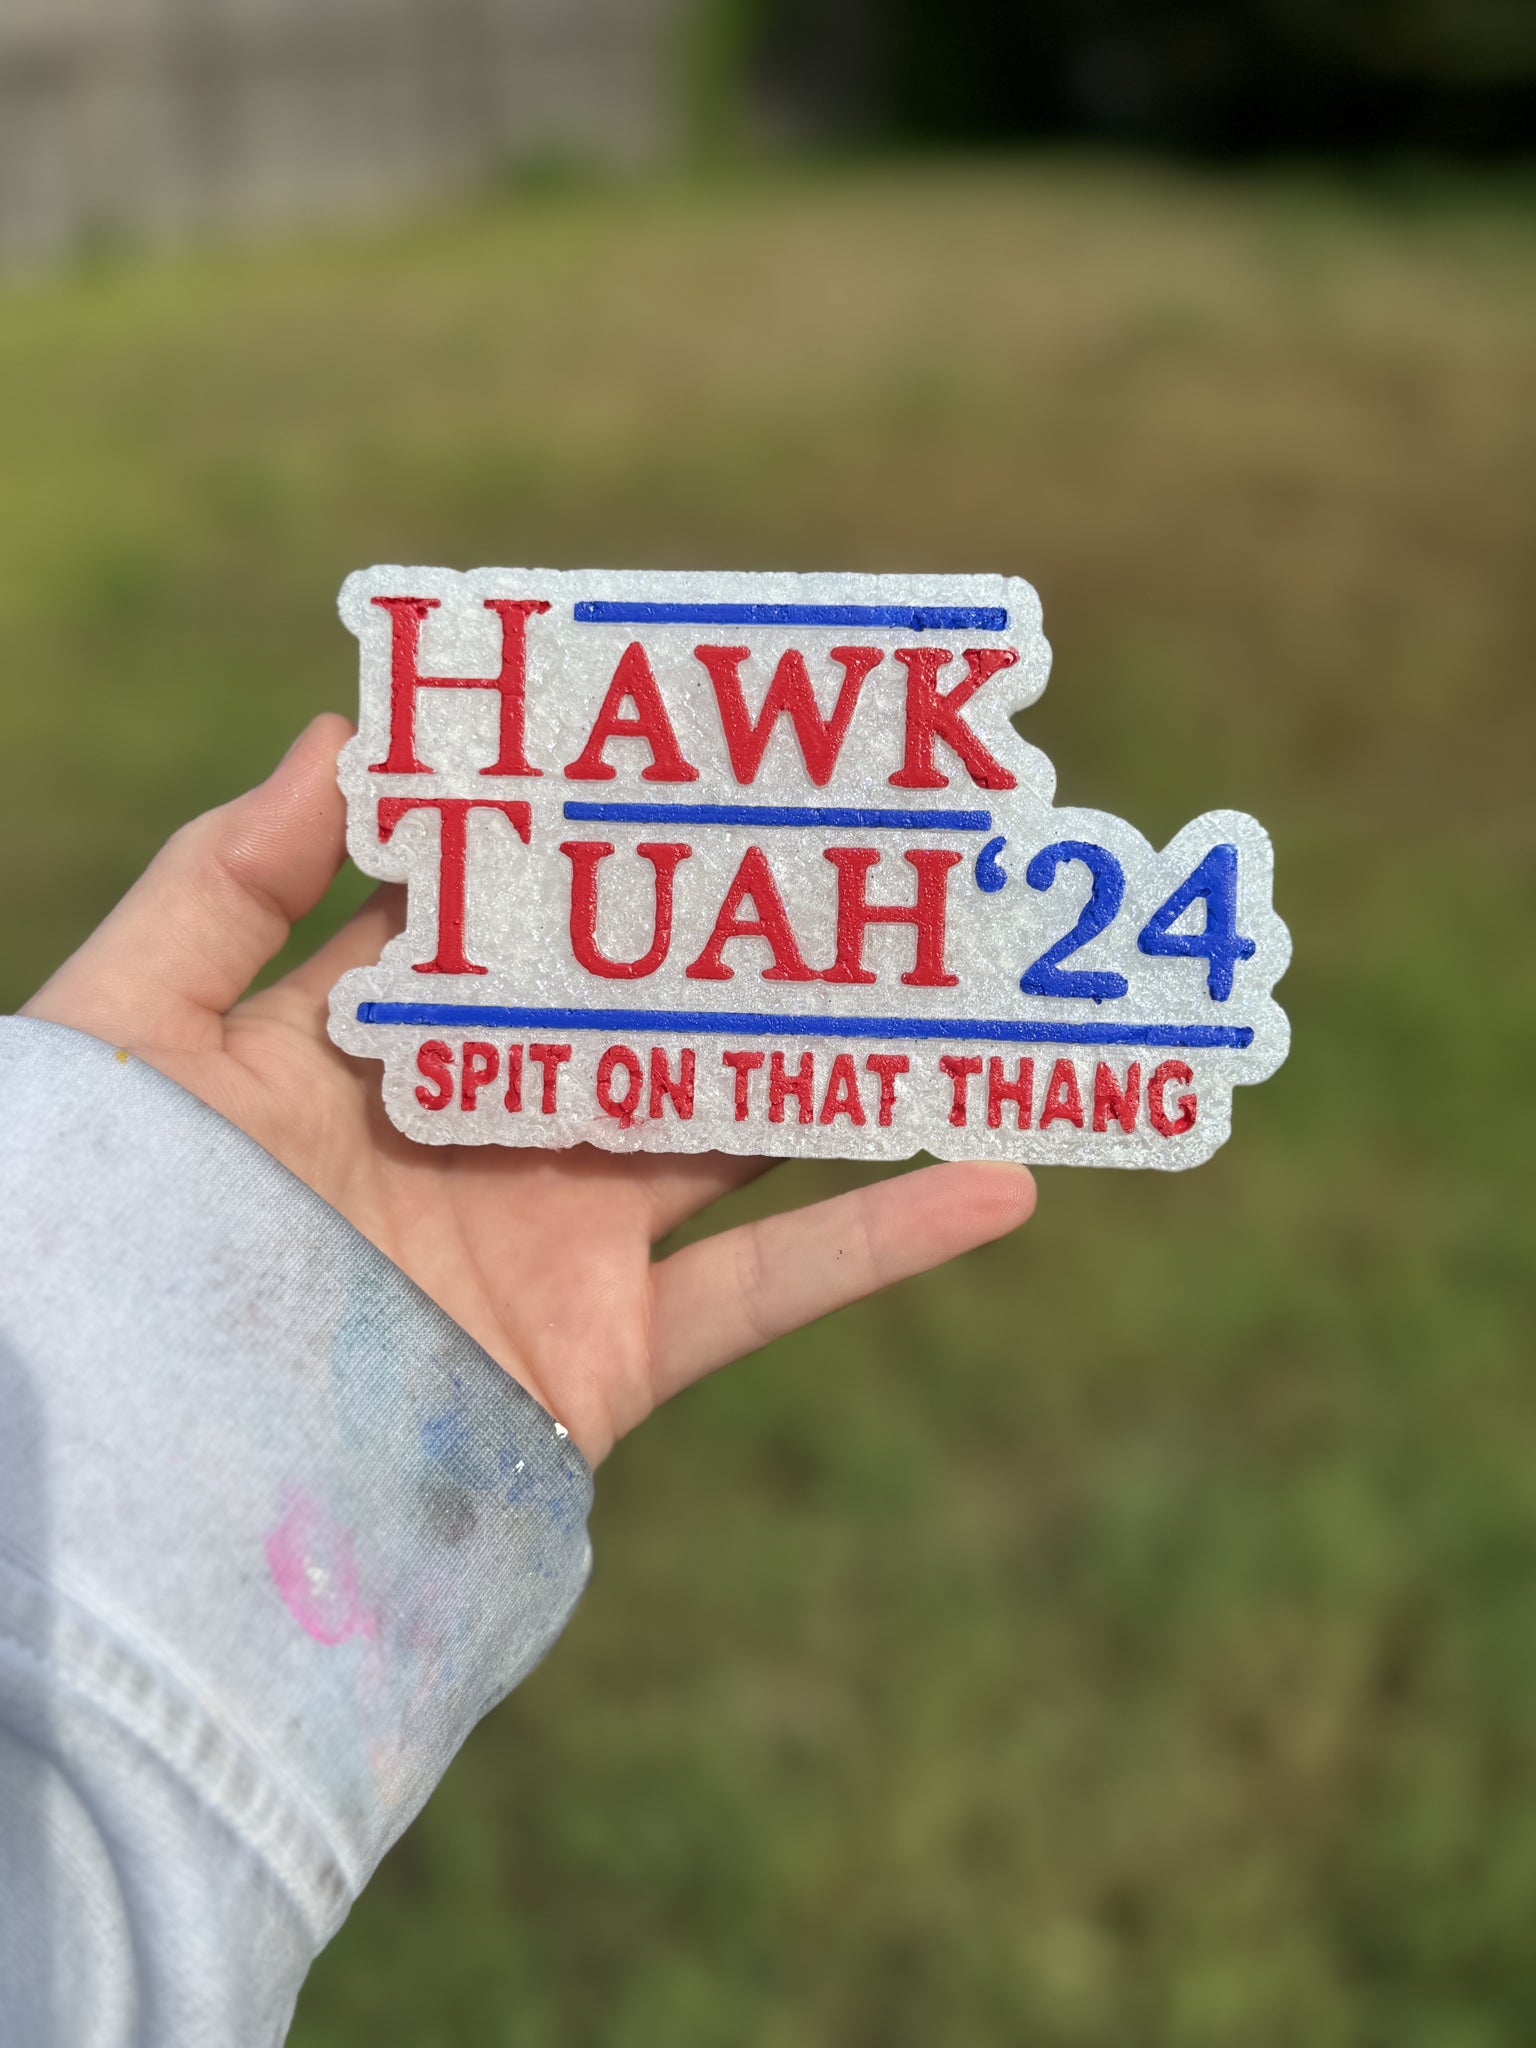 HAWK
TUAH ‘24
SPIT ON THAT THANG